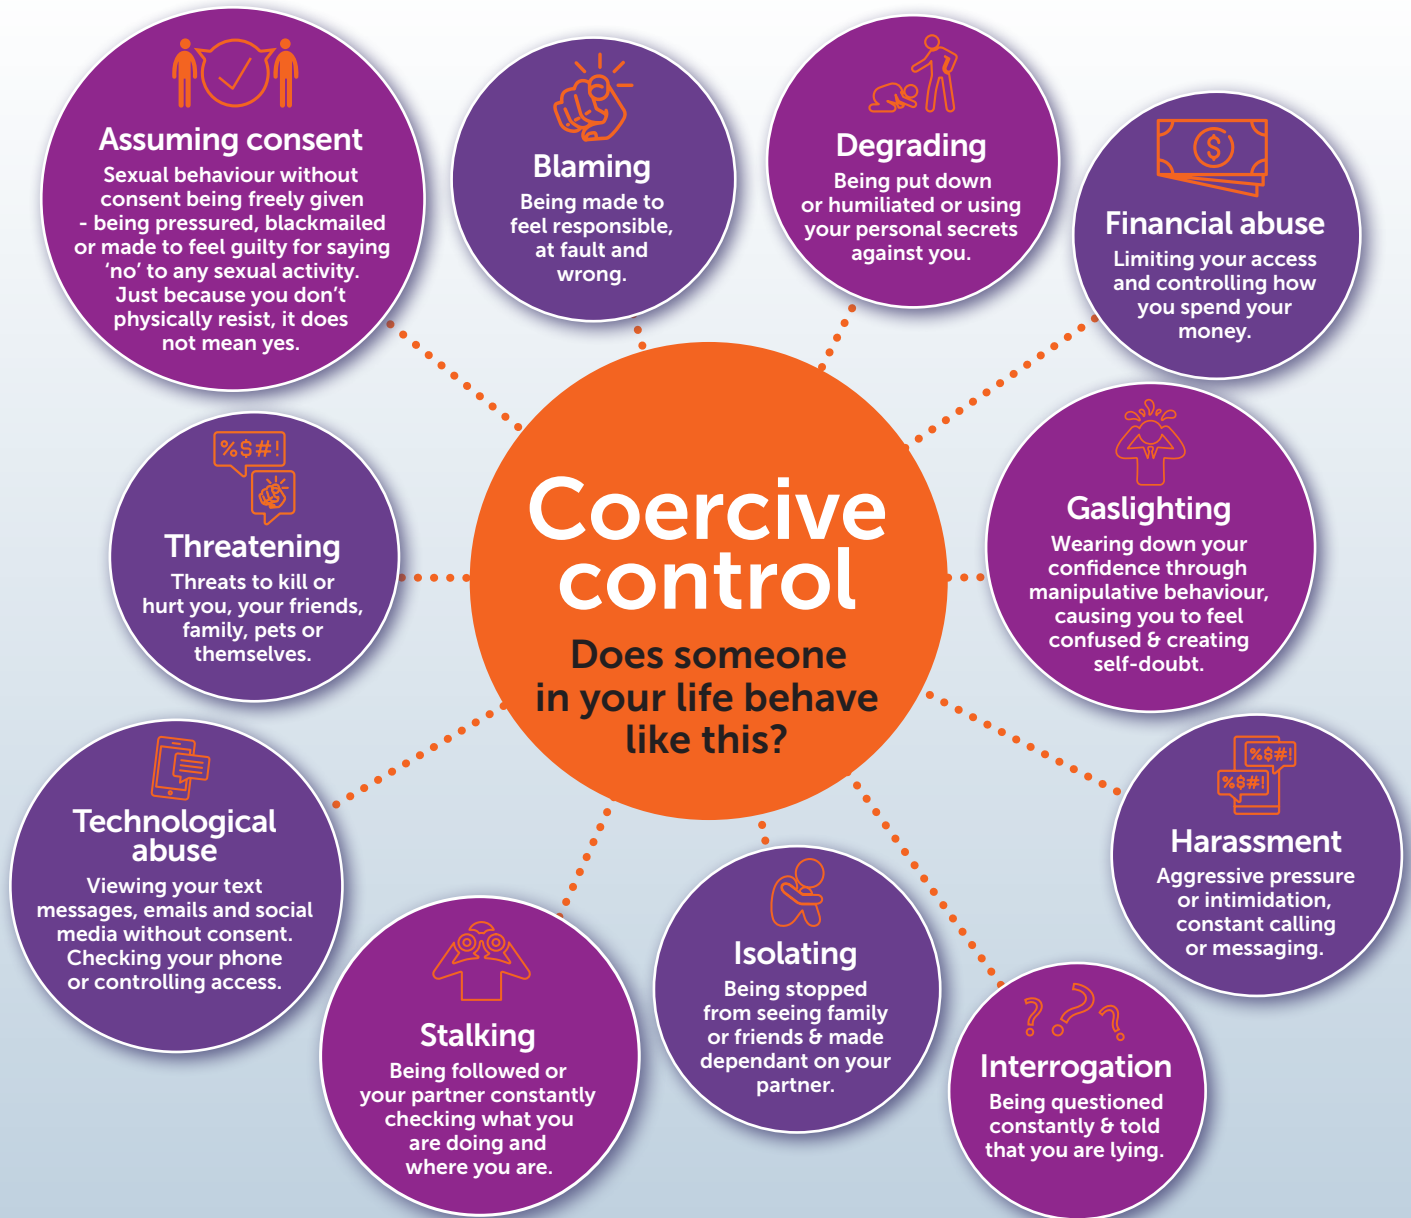 Assuming consent
Sexual behaviour without
consent being freely given
- being pressured, blackmailed
or made to feel guilty for saying
‘no’ to any sexual activity.
Just because you don’t
physically resist, it does
not mean yes.
Blaming
Being made to
feel responsible,
at fault and
wrong.
Degrading
Being put down
or humiliated or using
your personal secrets
against you.
$
Financial abuse
Limiting your access
and controlling how
you spend your
money.
%$#!
Threatening
Threats to kill or
hurt you, your friends,
family, pets or
themselves.
Coercive
control
Does someone
in your life behave
like this?
Gaslighting
Wearing down your
confidence through
manipulative behaviour,
causing you to feel
confused & creating
self-doubt.
Technological
abuse
Viewing your text
messages, emails and social
media without consent.
Checking your phone
or controlling access.
%$#!
%$#!
Harassment
Aggressive pressure
or intimidation,
constant calling
or messaging.
Stalking
Being followed or
your partner constantly
checking what you
are doing and
where you are.
Isolating
Being stopped
from seeing family
or friends & made
dependant on your
partner.
???
Interrogation
Being questioned
constantly & told
that you are lying.